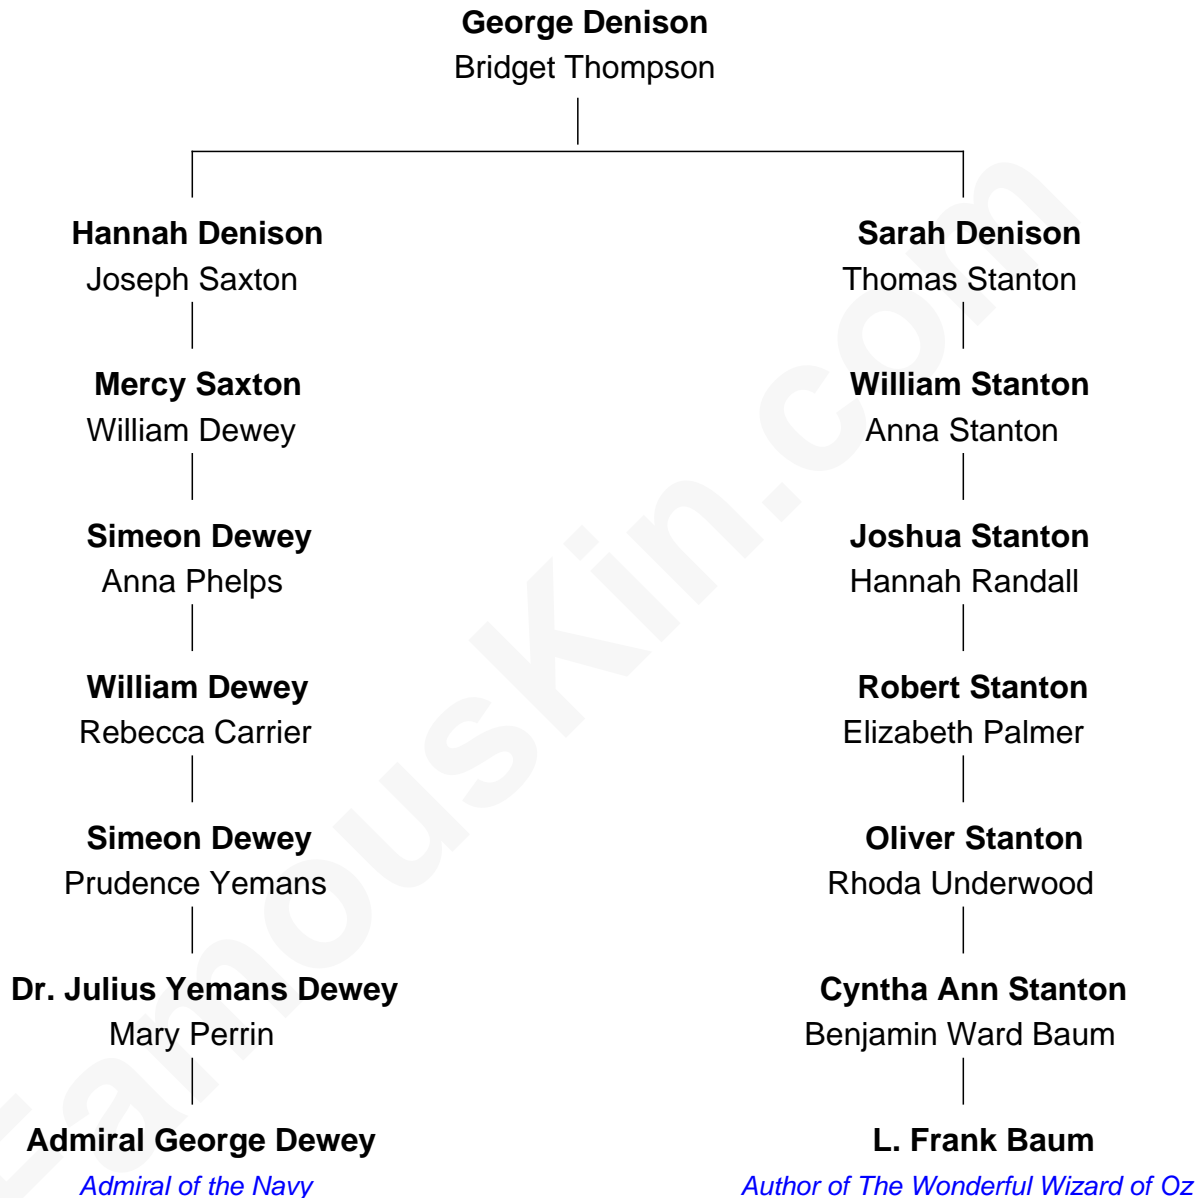 George Denison
Bridget Thompson
Hannah Denison
Joseph Saxton
Sarah Denison
Thomas Stanton
Mercy Saxton
William Dewey
William Stanton
Anna Stanton
Simeon Dewey
Anna Phelps
Joshua Stanton
Hannah Randall
William Dewey
Rebecca Carrier
Robert Stanton
Elizabeth Palmer
Simeon Dewey
Prudence Yemans
Oliver Stanton
Rhoda Underwood
Dr. Julius Yemans Dewey
Mary Perrin
Cyntha Ann Stanton
Benjamin Ward Baum
Admiral George Dewey
Admiral of the Navy
L. Frank Baum
Author of The Wonderful Wizard of Oz
FamousKin.com